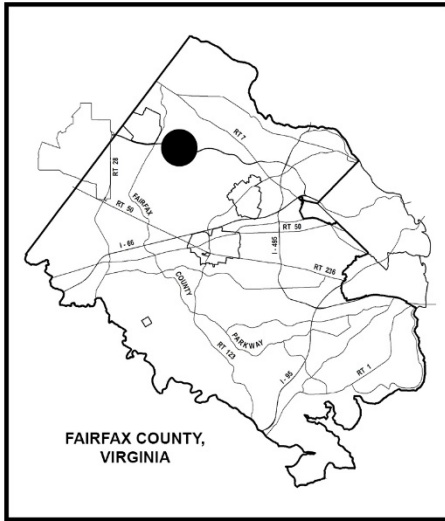 RT 7
RT 28
FAIRFAX
RT 50
RT 50
I - 66
I - 495
RT 236
COUNTY
PARKWAY
RT 123
I - 95
RT 1
FAIRFAX COUNTY,
VIRGINIA